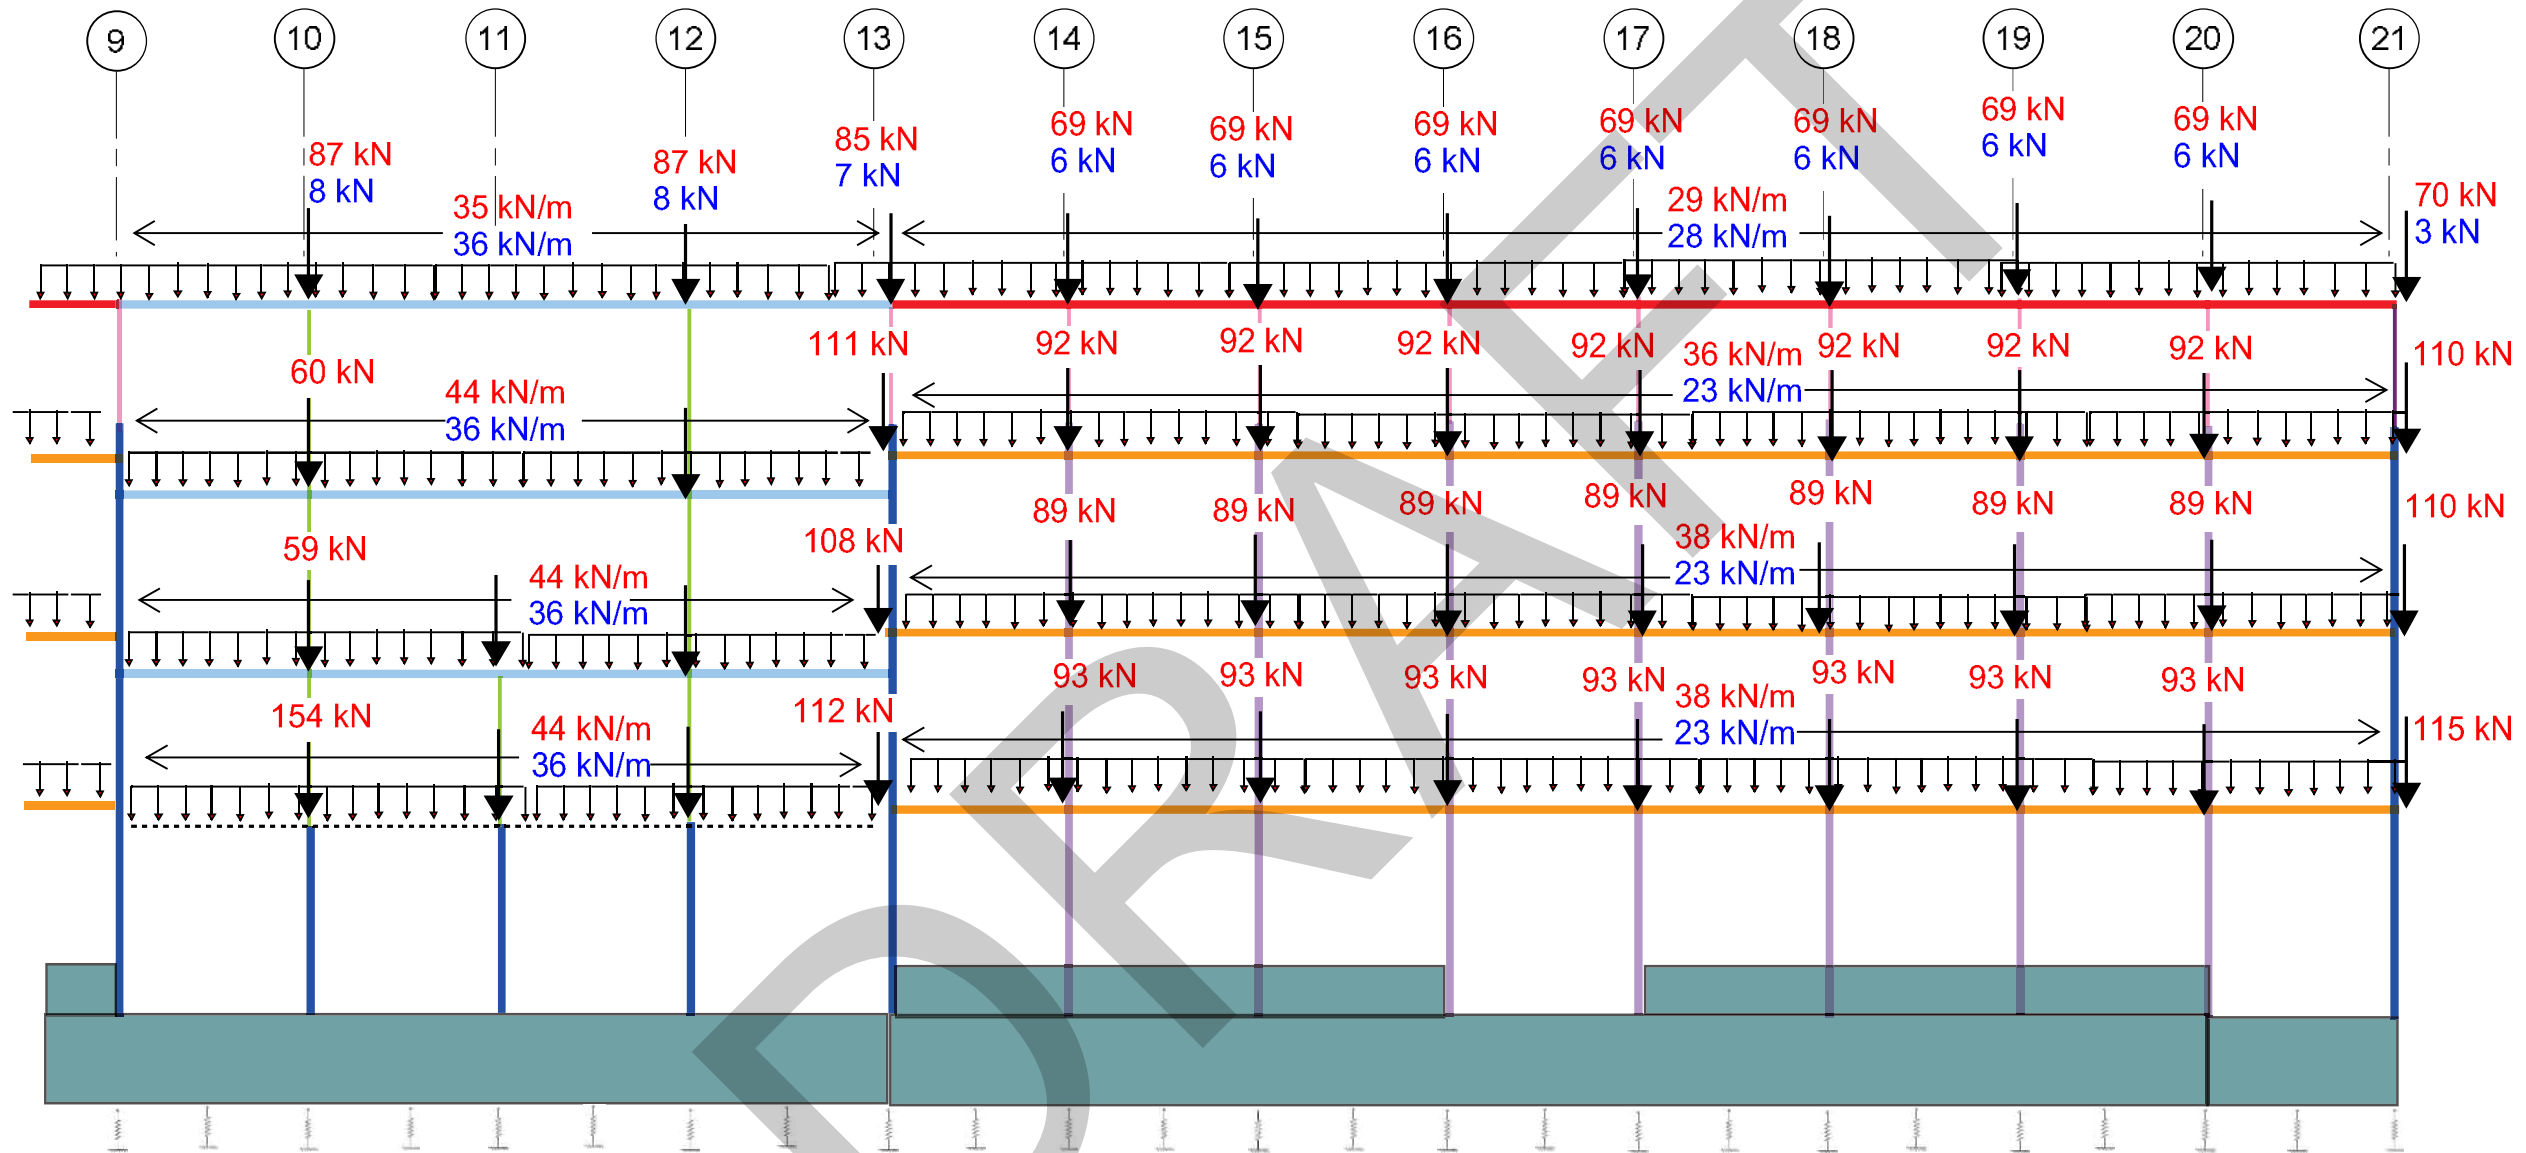 9 10 11 12 13 14 15 16 17 18 19 20 21
87 kN
8 kN
87 kN
8 kN
85 kN
7 kN
69 kN
6 kN
69 kN
6 kN
69 kN
6 kN
69 kN
6 kN
69 kN
6 kN
69 kN
6 kN
69 kN
6 kN
70 kN
3 kN
35 kN/m
36 kN/m
29 kN/m
28 kN/m
60 kN
111 kN
92 kN
92 kN
92 kN
92 kN
92 kN
92 kN
92 kN
110 kN
44 kN/m
36 kN/m
36 kN/m
23 kN/m
59 kN
108 kN
89 kN
89 kN
89 kN
89 kN
89 kN
89 kN
89 kN
110 kN
44 kN/m
36 kN/m
38 kN/m
23 kN/m
154 kN
112 kN
93 kN
93 kN
93 kN
93 kN
93 kN
93 kN
93 kN
115 kN
44 kN/m
36 kN/m
38 kN/m
23 kN/m
DRAFT